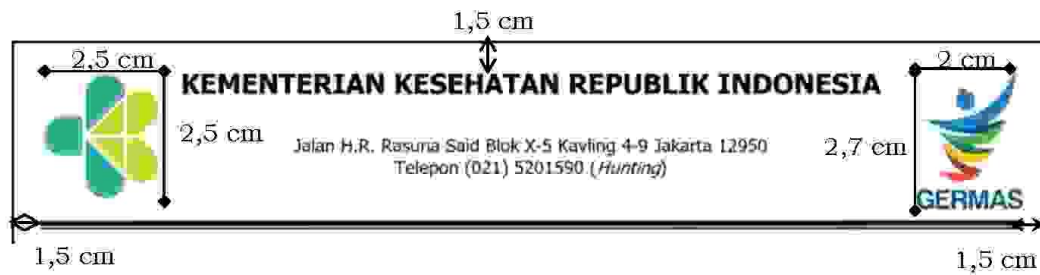 1,5 cm
2,5 cm
2 cm
KEMENTERIAN KESEHATAN REPUBLIK INDONESIA
2,5 cm
Jalan H.R. Rasuna Said Blok X-5 Kavling 4-9 Jakarta 12950
2,7 cm
Telepon (021) 5201590 (Hunting)
GERMAS
1,5 cm
1,5 cm